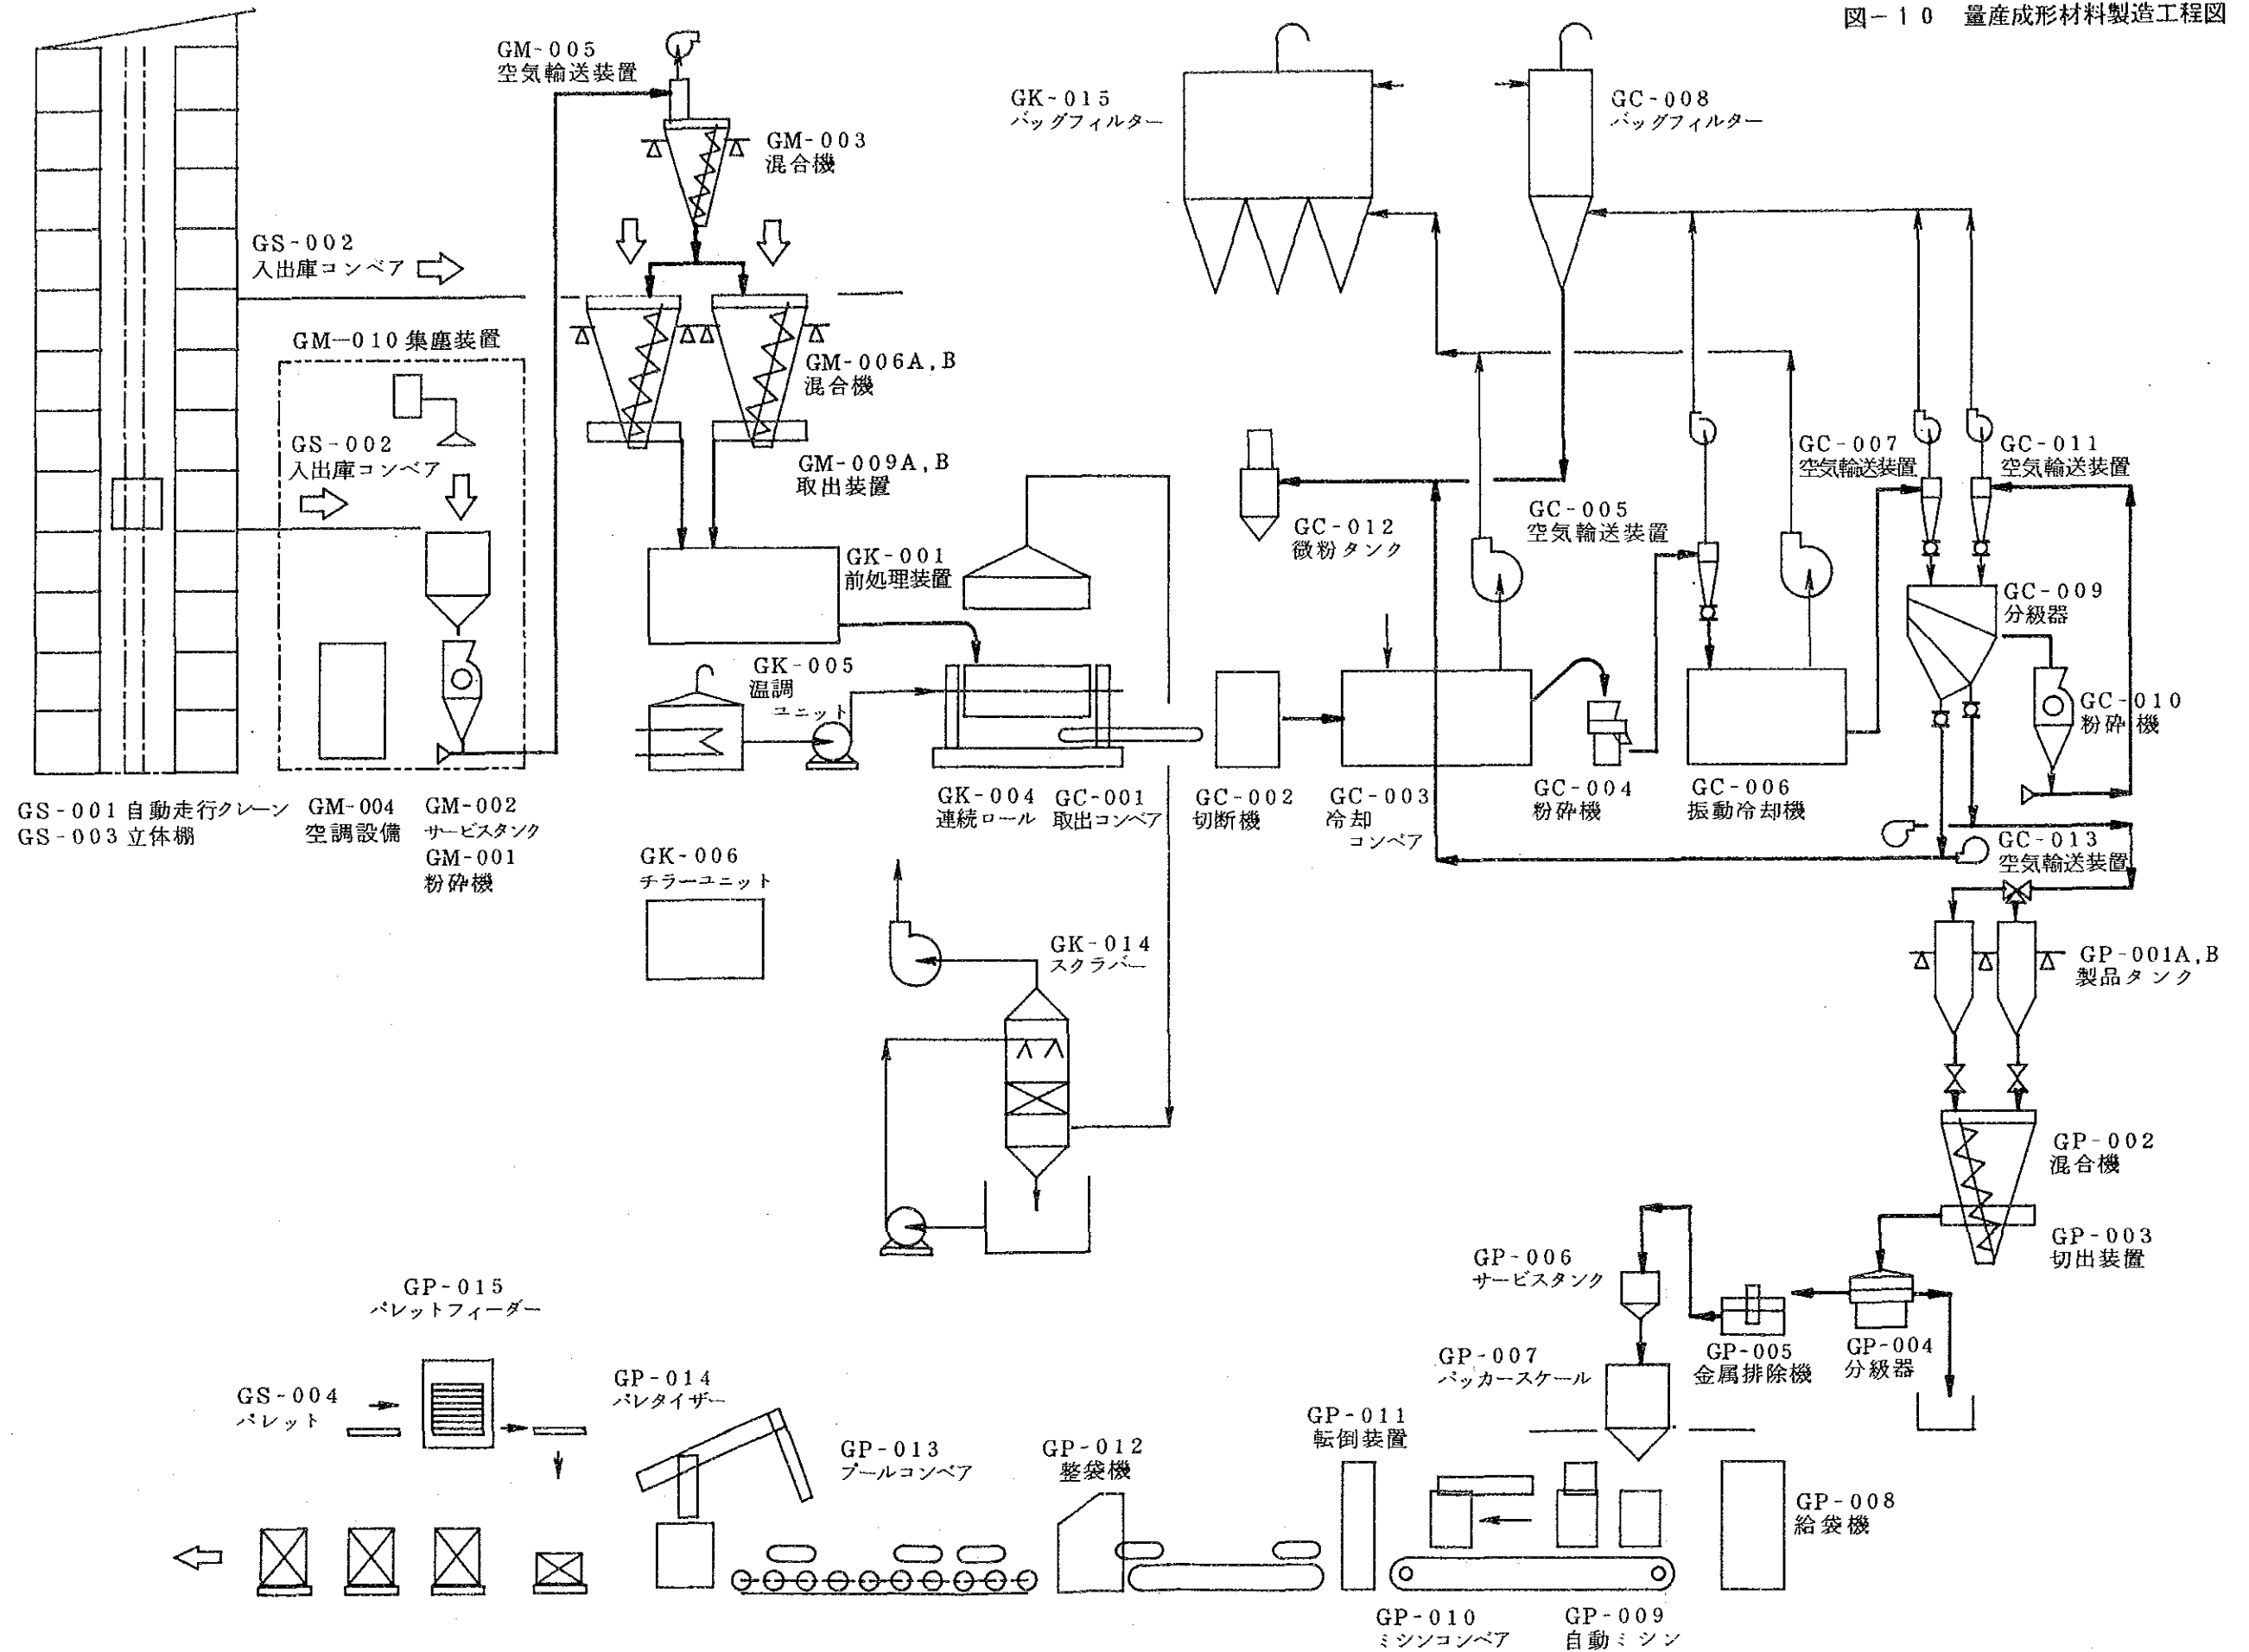 図-10 量産成形材料製造工程図
GM-005
空気輸送装置
GK-015
バッグフィルター
GC-008
バッグフィルター
GM-003
混合機
GS-002
入出庫コンベア
GM-010集塵装置
GM-006A,B
混合機
GS-002
入出庫コンベア
GM-009A,B
取出装置
GC-007
空気輸送装置
GC-011
空気輸送装置
GC-012
微粉タンク
GC-005
空気輸送装置
GK-001
前処理装置
GC-009
分級器
GK-005
温調
ユニット
GC-010
粉砕機
GS-001自動走行クレーン
GS-003立体棚
GM-004
空調設備
GM-002
サービスタンク
GM-001
粉砕機
GK-004
連続ロール
GC-001
取出コンベア
GC-002
切断機
GC-003
冷却
コンベア
GC-004
粉砕機
GC-006
振動冷却機
GC-013
空気輸送装置
GK-006
チラーユニット
GK-014
スクラバー
GP-001A,B
製品タンク
GP-002
混合機
GP-003
切出装置
GP-006
サービスタンク
GP-005
金属排除機
GP-004
分級器
GP-015
パレットフィーダー
GS-004
パレット
GP-014
パレタイザー
GP-013
プールコンベア
GP-012
整袋機
GP-011
転倒装置
GP-007
パッカースケール
GP-008
給袋機
GP-010
ミシンコンベア
GP-009
自動ミシン